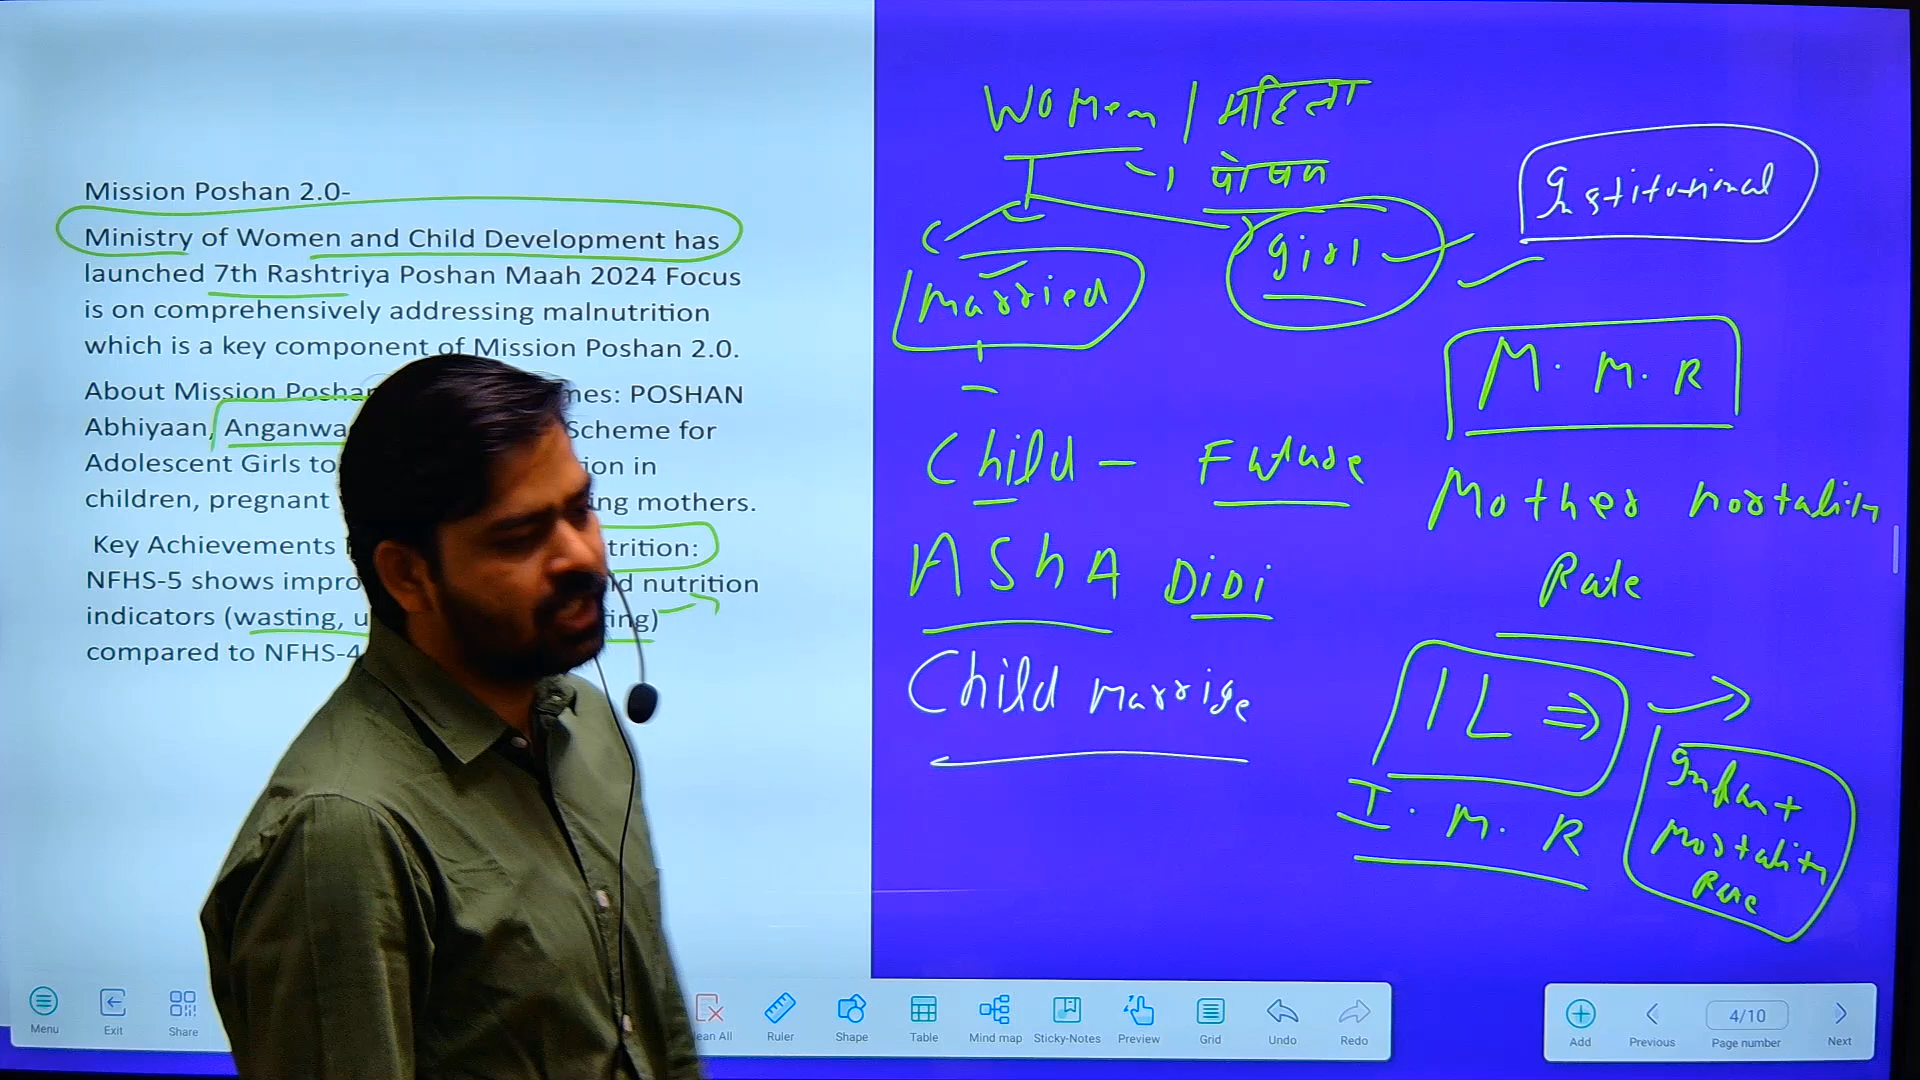 Mission Poshan 2.0-
Ministry of Women and Child Development has
launched 7th Rashtriya Poshan Maah 2024 Focus
is on comprehensively addressing malnutrition
which is a key component of Mission Poshan 2.0.
About Mission Poshan mes: POSHAN
Abhiyaan, Anganwa Scheme for
Adolescent Girls to ion in
children, pregnant ng mothers.
Key Achievements trition:
NFHS-5 shows impro d nutrition
indicators (wasting, u ing)
compared to NFHS-4
Women / महिला
पोषण
Institutional
Married
Girl
M. M. R
Child - Future
Mother Mortality
Rate
ASHA DIDI
Child Marrige
1 L ⇒
I. M. R
Infant
Mortality
Rate
Menu
Exit
Share
ean All
Ruler
Shape
Table
Mind map
Sticky-Notes
Preview
Grid
Undo
Redo
Add
Previous
4/10
Page number
Next